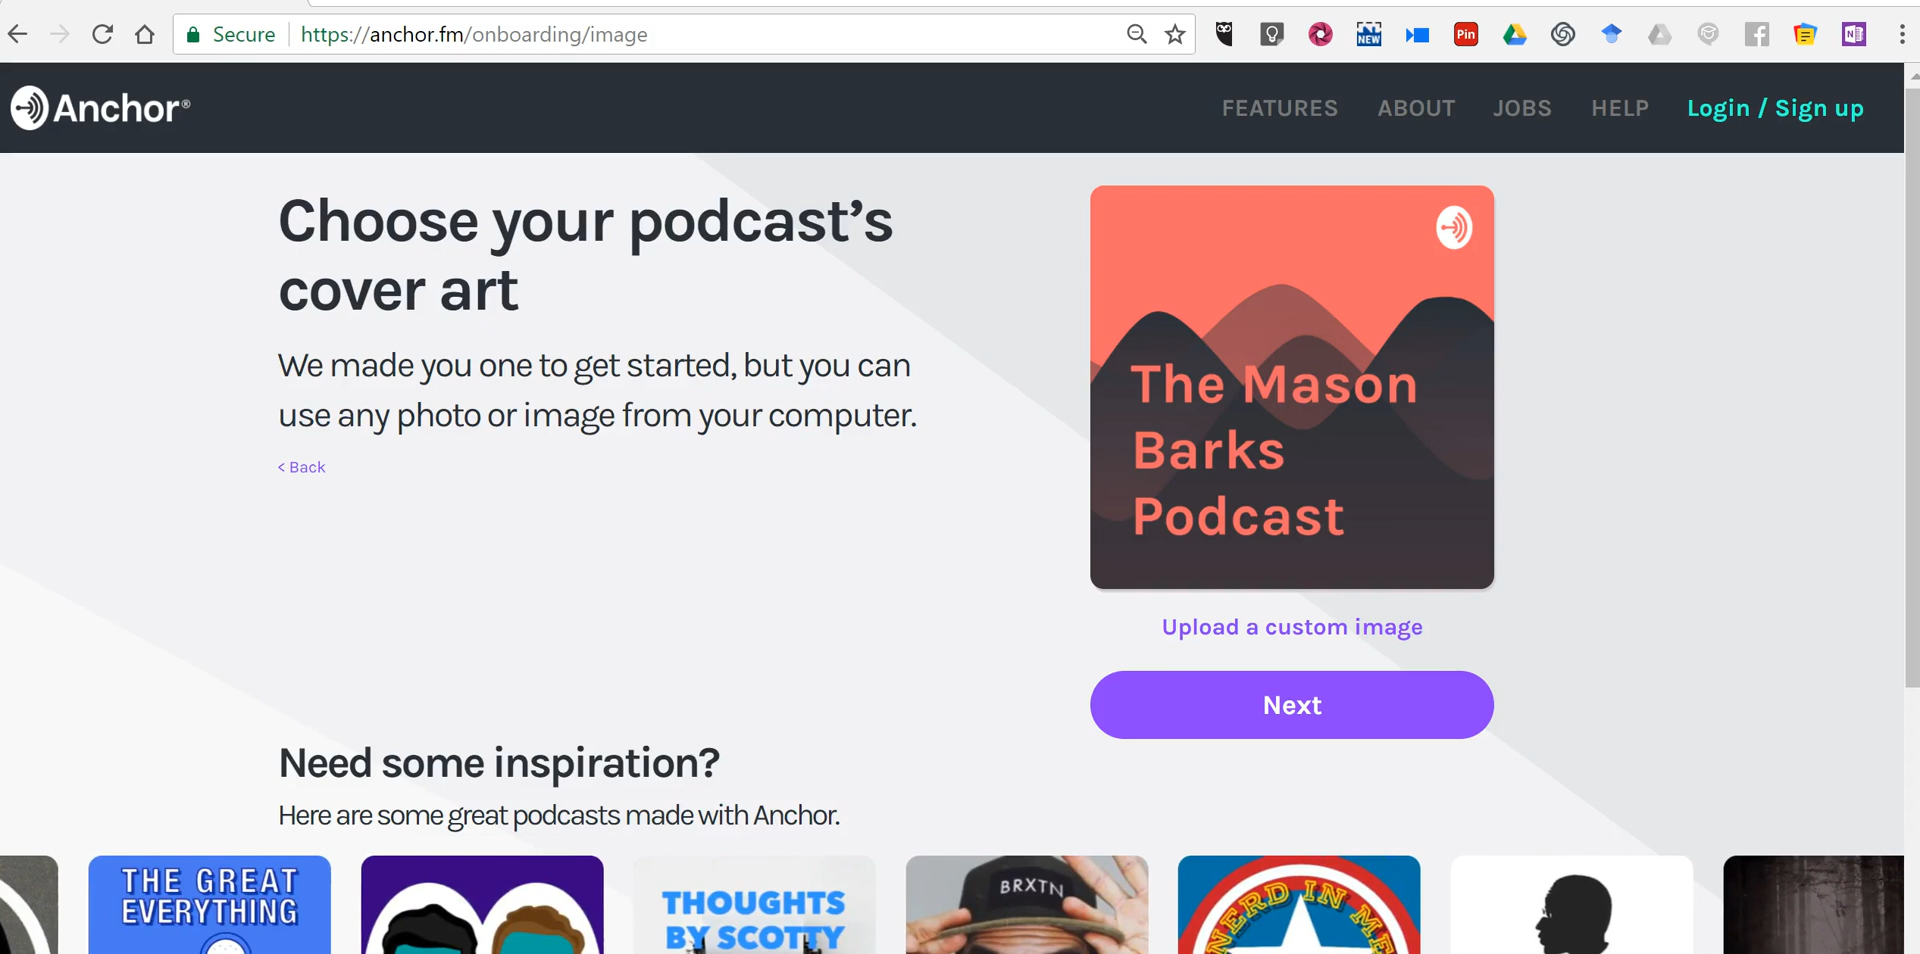 Secure https://anchor.fm/onboarding/image
NEW
Pin
N
Anchor®
FEATURES ABOUT JOBS HELP Login / Sign up
Choose your podcast’s
cover art
We made you one to get started, but you can
use any photo or image from your computer.
< Back
The Mason
Barks
Podcast
Upload a custom image
Next
Need some inspiration?
Here are some great podcasts made with Anchor.
THE GREAT
EVERYTHING
THOUGHTS
BY SCOTTY
BRXTN
NERD IN ME